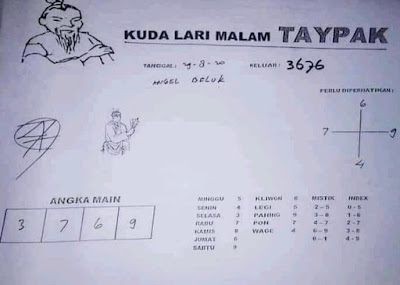 KUDA LARI MALAM TAYPAK
TANGGAL : 29-8-20 KELUAR : 3676
ANGEL BELUK
PERLU DIPERHATIKAN :
6
7 9
4
ANGKA MAIN
3 7 6 9
MINGGU 5 KLIWON 8 MISTIK INDEX
SENIN 4 LEGI 5 2-5 0-5
SELASA 3 PAHING 9 3-8 1-6
RABU 7 PON 7 4-7 2-7
KAMIS 8 WAGE 4 6-9 3-8
JUMAT 6 0-1 4-9
SABTU 9